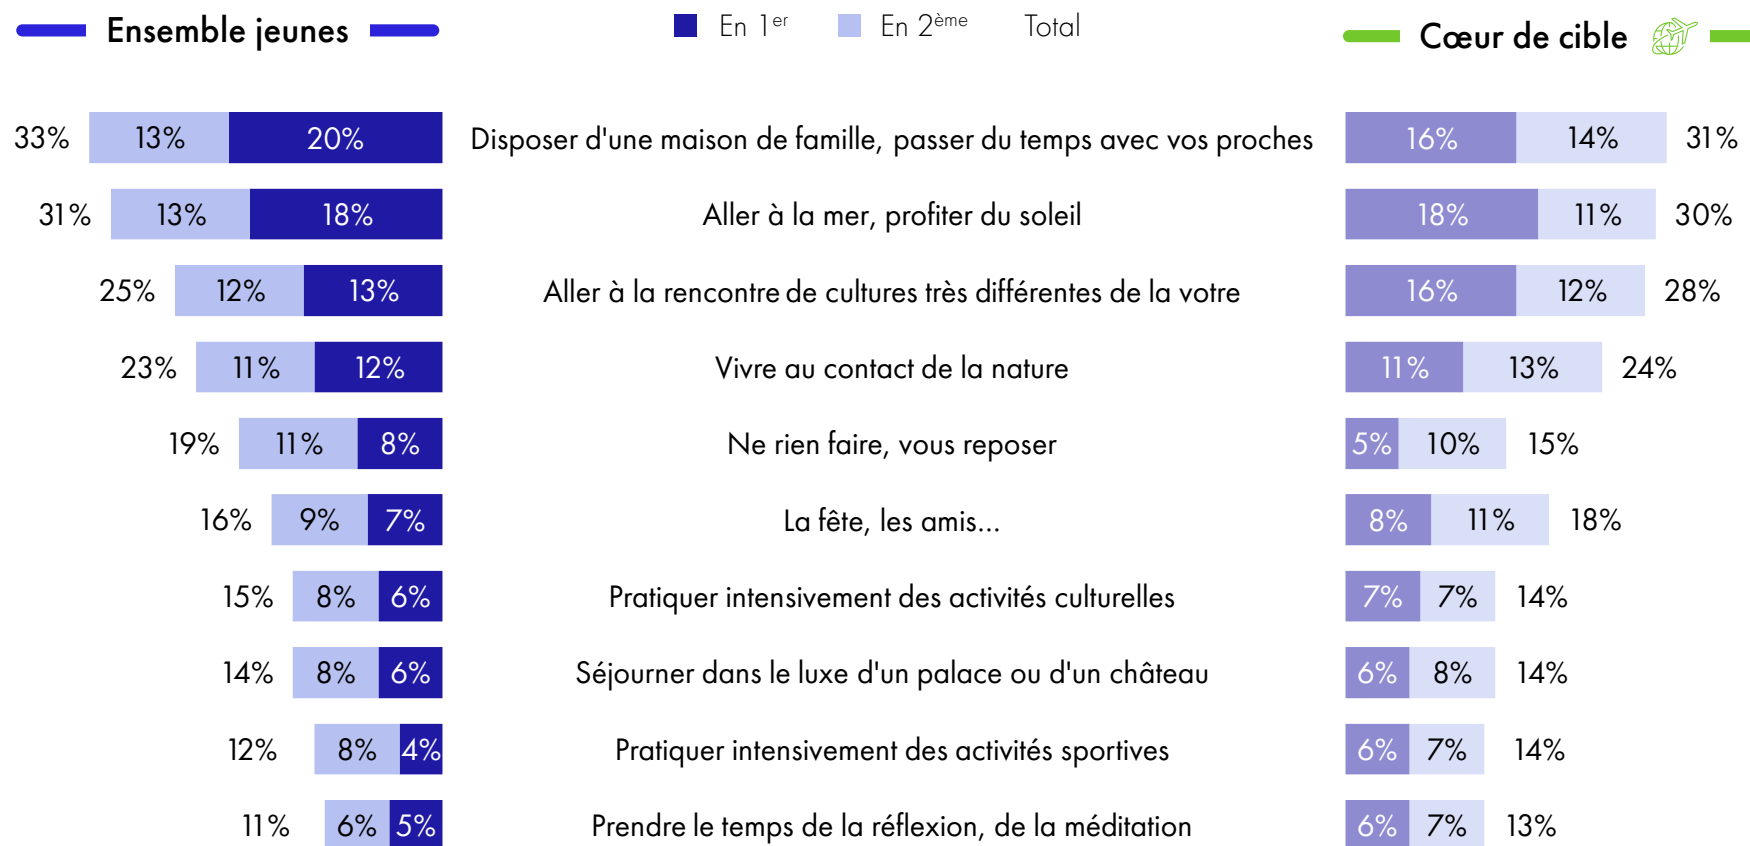 Ensemble jeunes En 1er En 2ème Total Cœur de cible
33% 13% 20% Disposer d'une maison de famille, passer du temps avec vos proches 16% 14% 31%
31% 13% 18% Aller à la mer, profiter du soleil 18% 11% 30%
25% 12% 13% Aller à la rencontre de cultures très différentes de la votre 16% 12% 28%
23% 11% 12% Vivre au contact de la nature 11% 13% 24%
19% 11% 8% Ne rien faire, vous reposer 5% 10% 15%
16% 9% 7% La fête, les amis... 8% 11% 18%
15% 8% 6% Pratiquer intensivement des activités culturelles 7% 7% 14%
14% 8% 6% Séjourner dans le luxe d'un palace ou d'un château 6% 8% 14%
12% 8% 4% Pratiquer intensivement des activités sportives 6% 7% 14%
11% 6% 5% Prendre le temps de la réflexion, de la méditation 6% 7% 13%